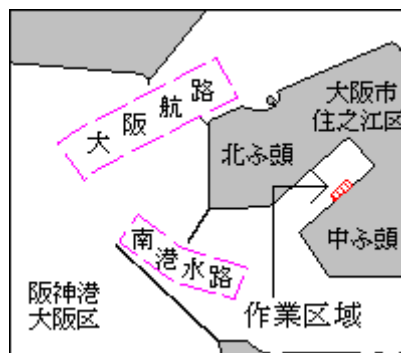 大阪航路
大阪市
住之江区
北ふ頭
中ふ頭
南港水路
阪神港
大阪区
作業区域